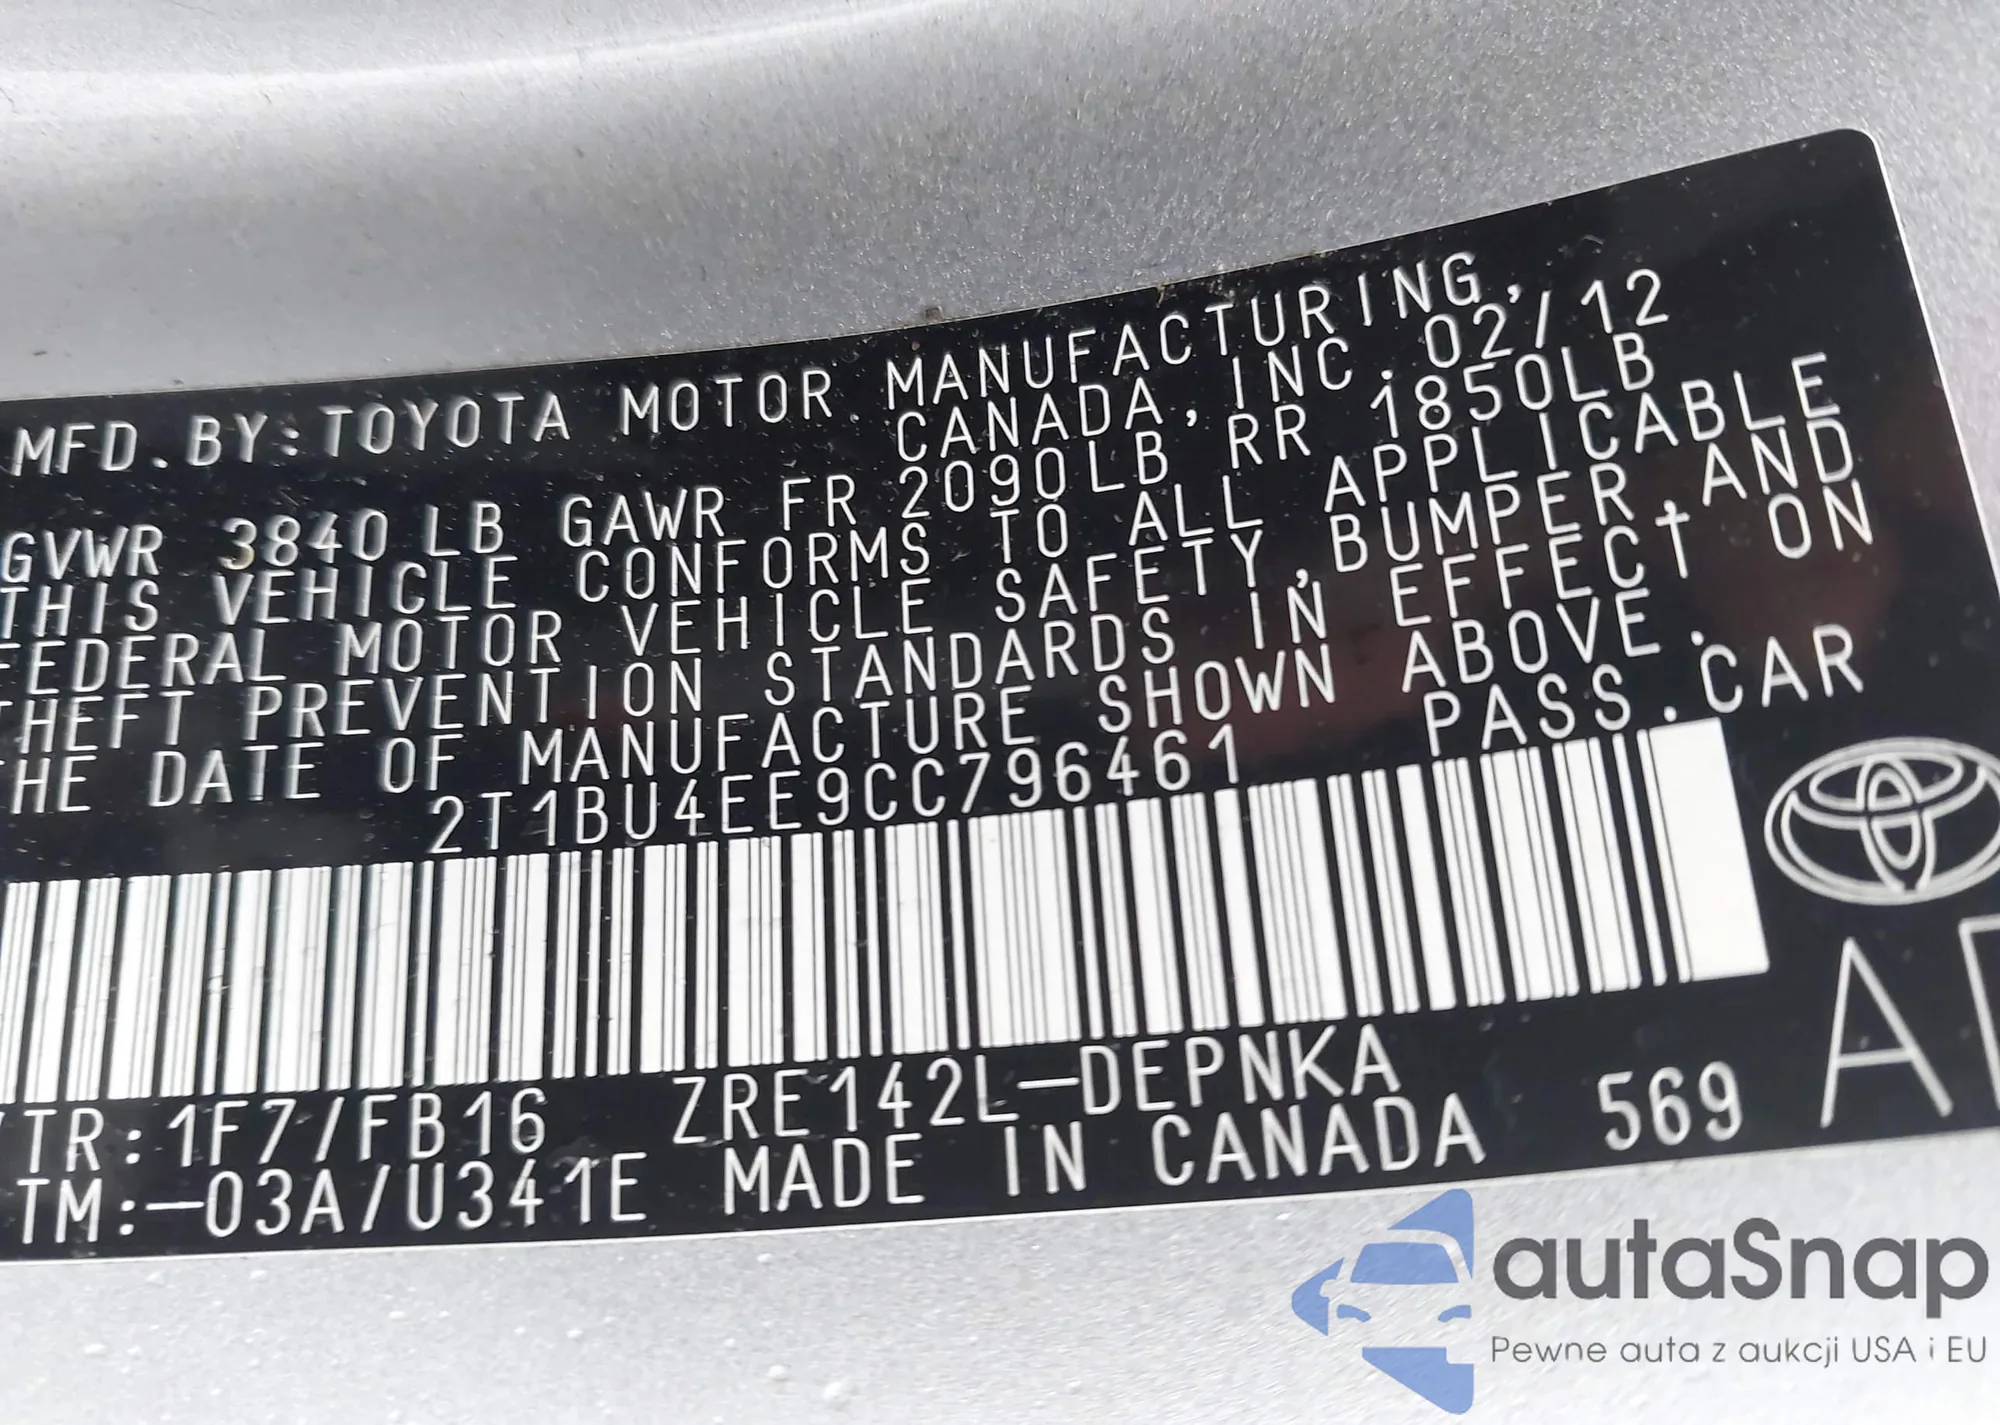 MFD. BY: TOYOTA MOTOR MANUFACTURING,
CANADA, INC. 02/12
GVWR 3840LB GAWR FR 2090LB RR 1850LB
THIS VEHICLE CONFORMS TO ALL APPLICABLE
FEDERAL MOTOR VEHICLE SAFETY, BUMPER, AND
THEFT PREVENTION STANDARDS IN EFFECT ON
THE DATE OF MANUFACTURE SHOWN ABOVE.
2T1BU4EE9CC796461 PASS. CAR
/TR: 1F7/FB16 ZRE142L-DEPNKA
TM:-03A/U341E MADE IN CANADA 569
autaSnap
Pewne auta z aukcji USA i EU